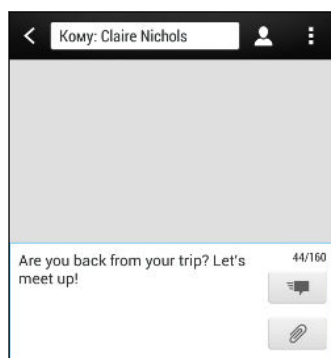 Кому: Claire Nichols
Are you back from your trip? Let's
44/160
meet up!